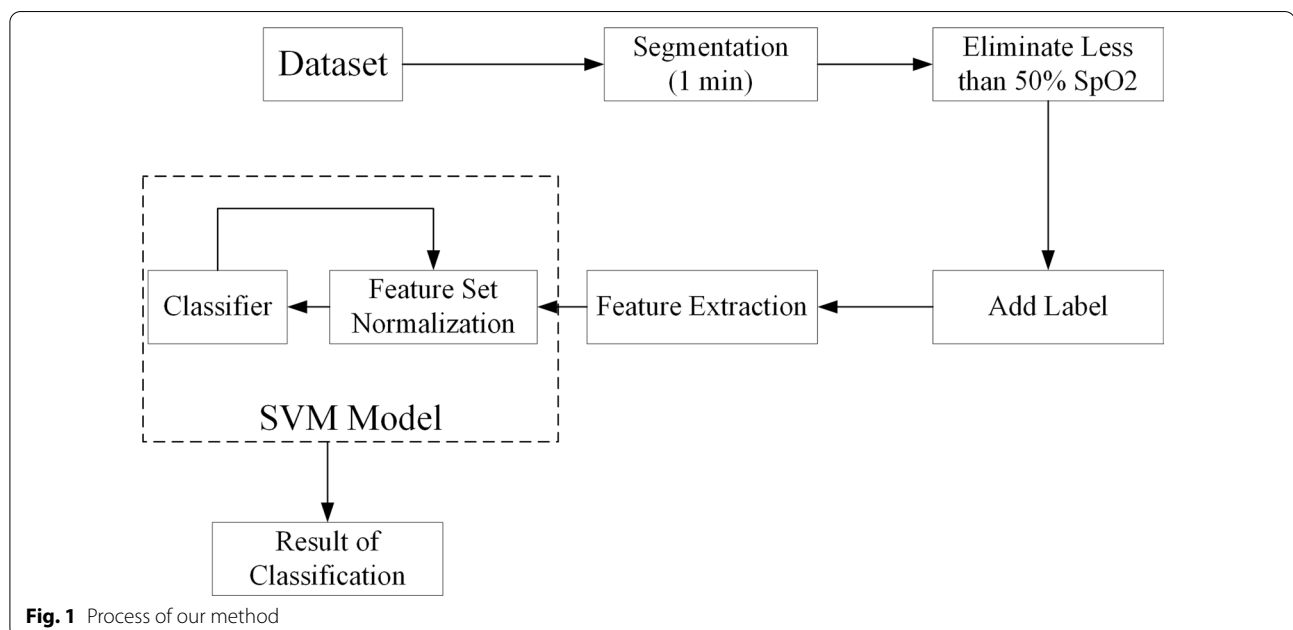 Dataset
Segmentation
(1 min)
Eliminate Less
than 50% SpO2
Classifier
Feature Set
Normalization
Feature Extraction
Add Label
SVM Model
Result of
Classification
Fig. 1 Process of our method